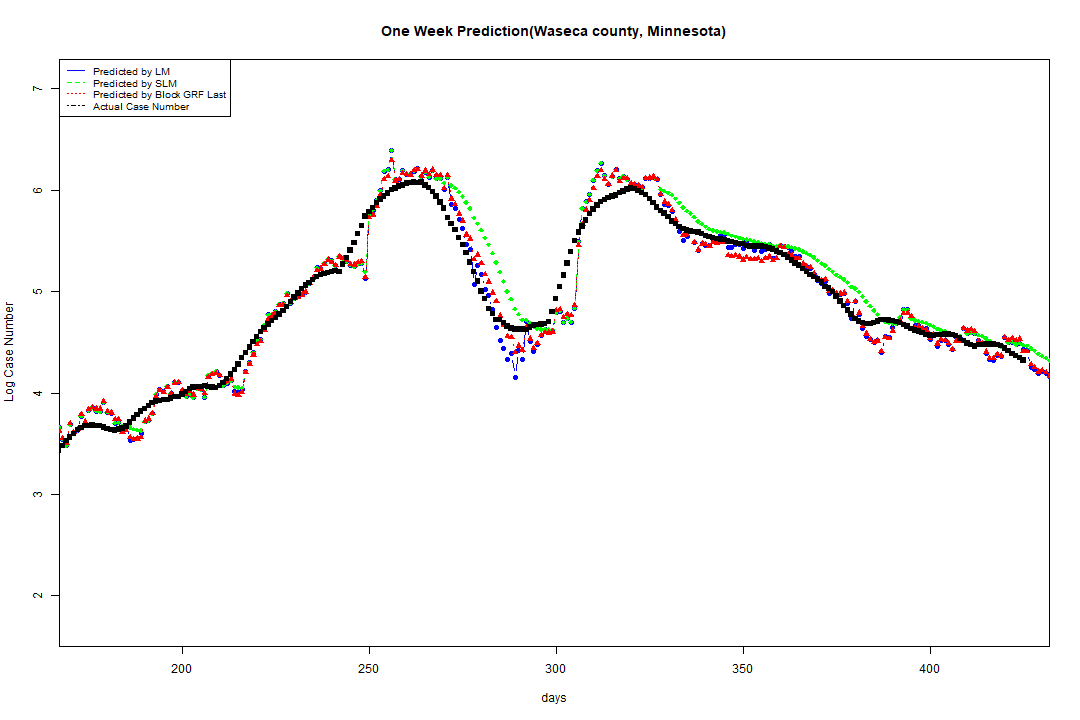 One Week Prediction(Waseca county, Minnesota)
Predicted by LM
Predicted by SLM
Predicted by Block GRF Last
Actual Case Number
7
6
5
4
3
2
Log Case Number
200
250
300
350
400
days